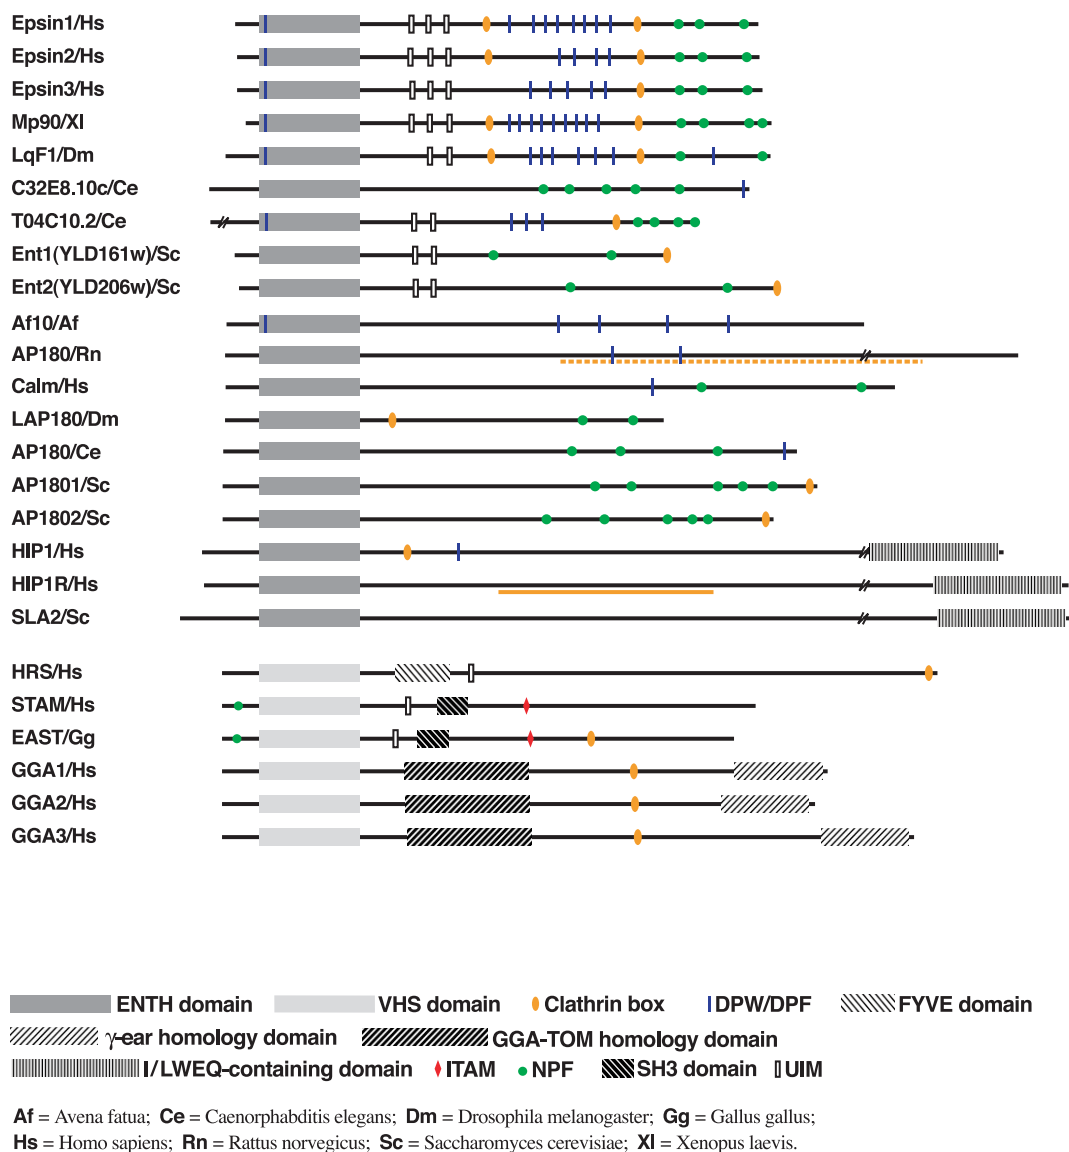 Epsin1/Hs
Epsin2/Hs
Epsin3/Hs
Mp90/Xl
LqF1/Dm
C32E8.10c/Ce
T04C10.2/Ce
Ent1(YLD161w)/Sc
Ent2(YLD206w)/Sc
Af10/Af
AP180/Rn
Calm/Hs
LAP180/Dm
AP180/Ce
AP1801/Sc
AP1802/Sc
HIP1/Hs
HIP1R/Hs
SLA2/Sc
HRS/Hs
STAM/Hs
EAST/Gg
GGA1/Hs
GGA2/Hs
GGA3/Hs
ENTH domain VHS domain Clathrin box DPW/DPF FYVE domain
γ-ear homology domain GGA-TOM homology domain
I/LWEQ-containing domain ITAM NPF SH3 domain UIM
Af = Avena fatua; Ce = Caenorphabditis elegans; Dm = Drosophila melanogaster; Gg = Gallus gallus;
Hs = Homo sapiens; Rn = Rattus norvegicus; Sc = Saccharomyces cerevisiae; Xl = Xenopus laevis.